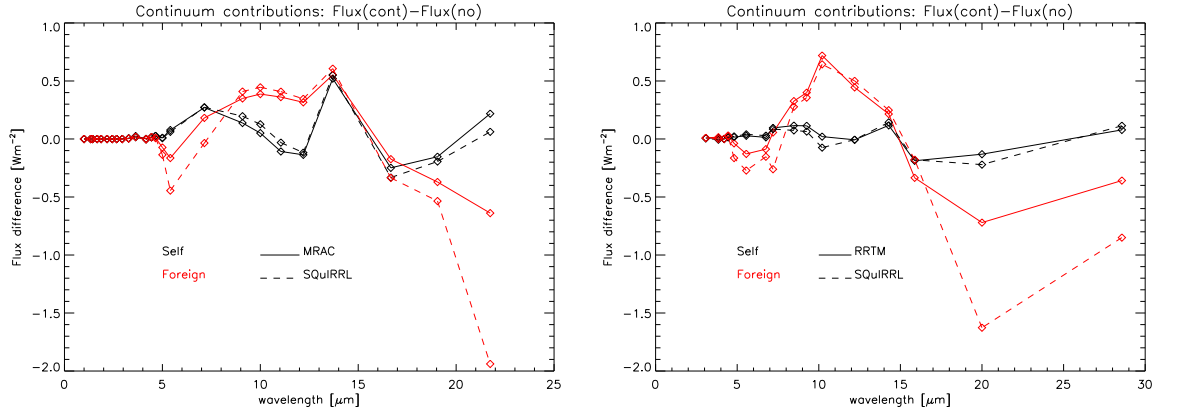 Continuum contributions: Flux(cont)−Flux(no)
1.0
0.5
0.0
−0.5
−1.0
−1.5
−2.0
Flux difference [Wm−2]
Self
MRAC
Foreign
SQuIRRL
0
5
10
15
20
25
wavelength [μm]
Continuum contributions: Flux(cont)−Flux(no)
1.0
0.5
0.0
−0.5
−1.0
−1.5
−2.0
Flux difference [Wm−2]
Self
RRTM
Foreign
SQuIRRL
0
5
10
15
20
25
30
wavelength [μm]